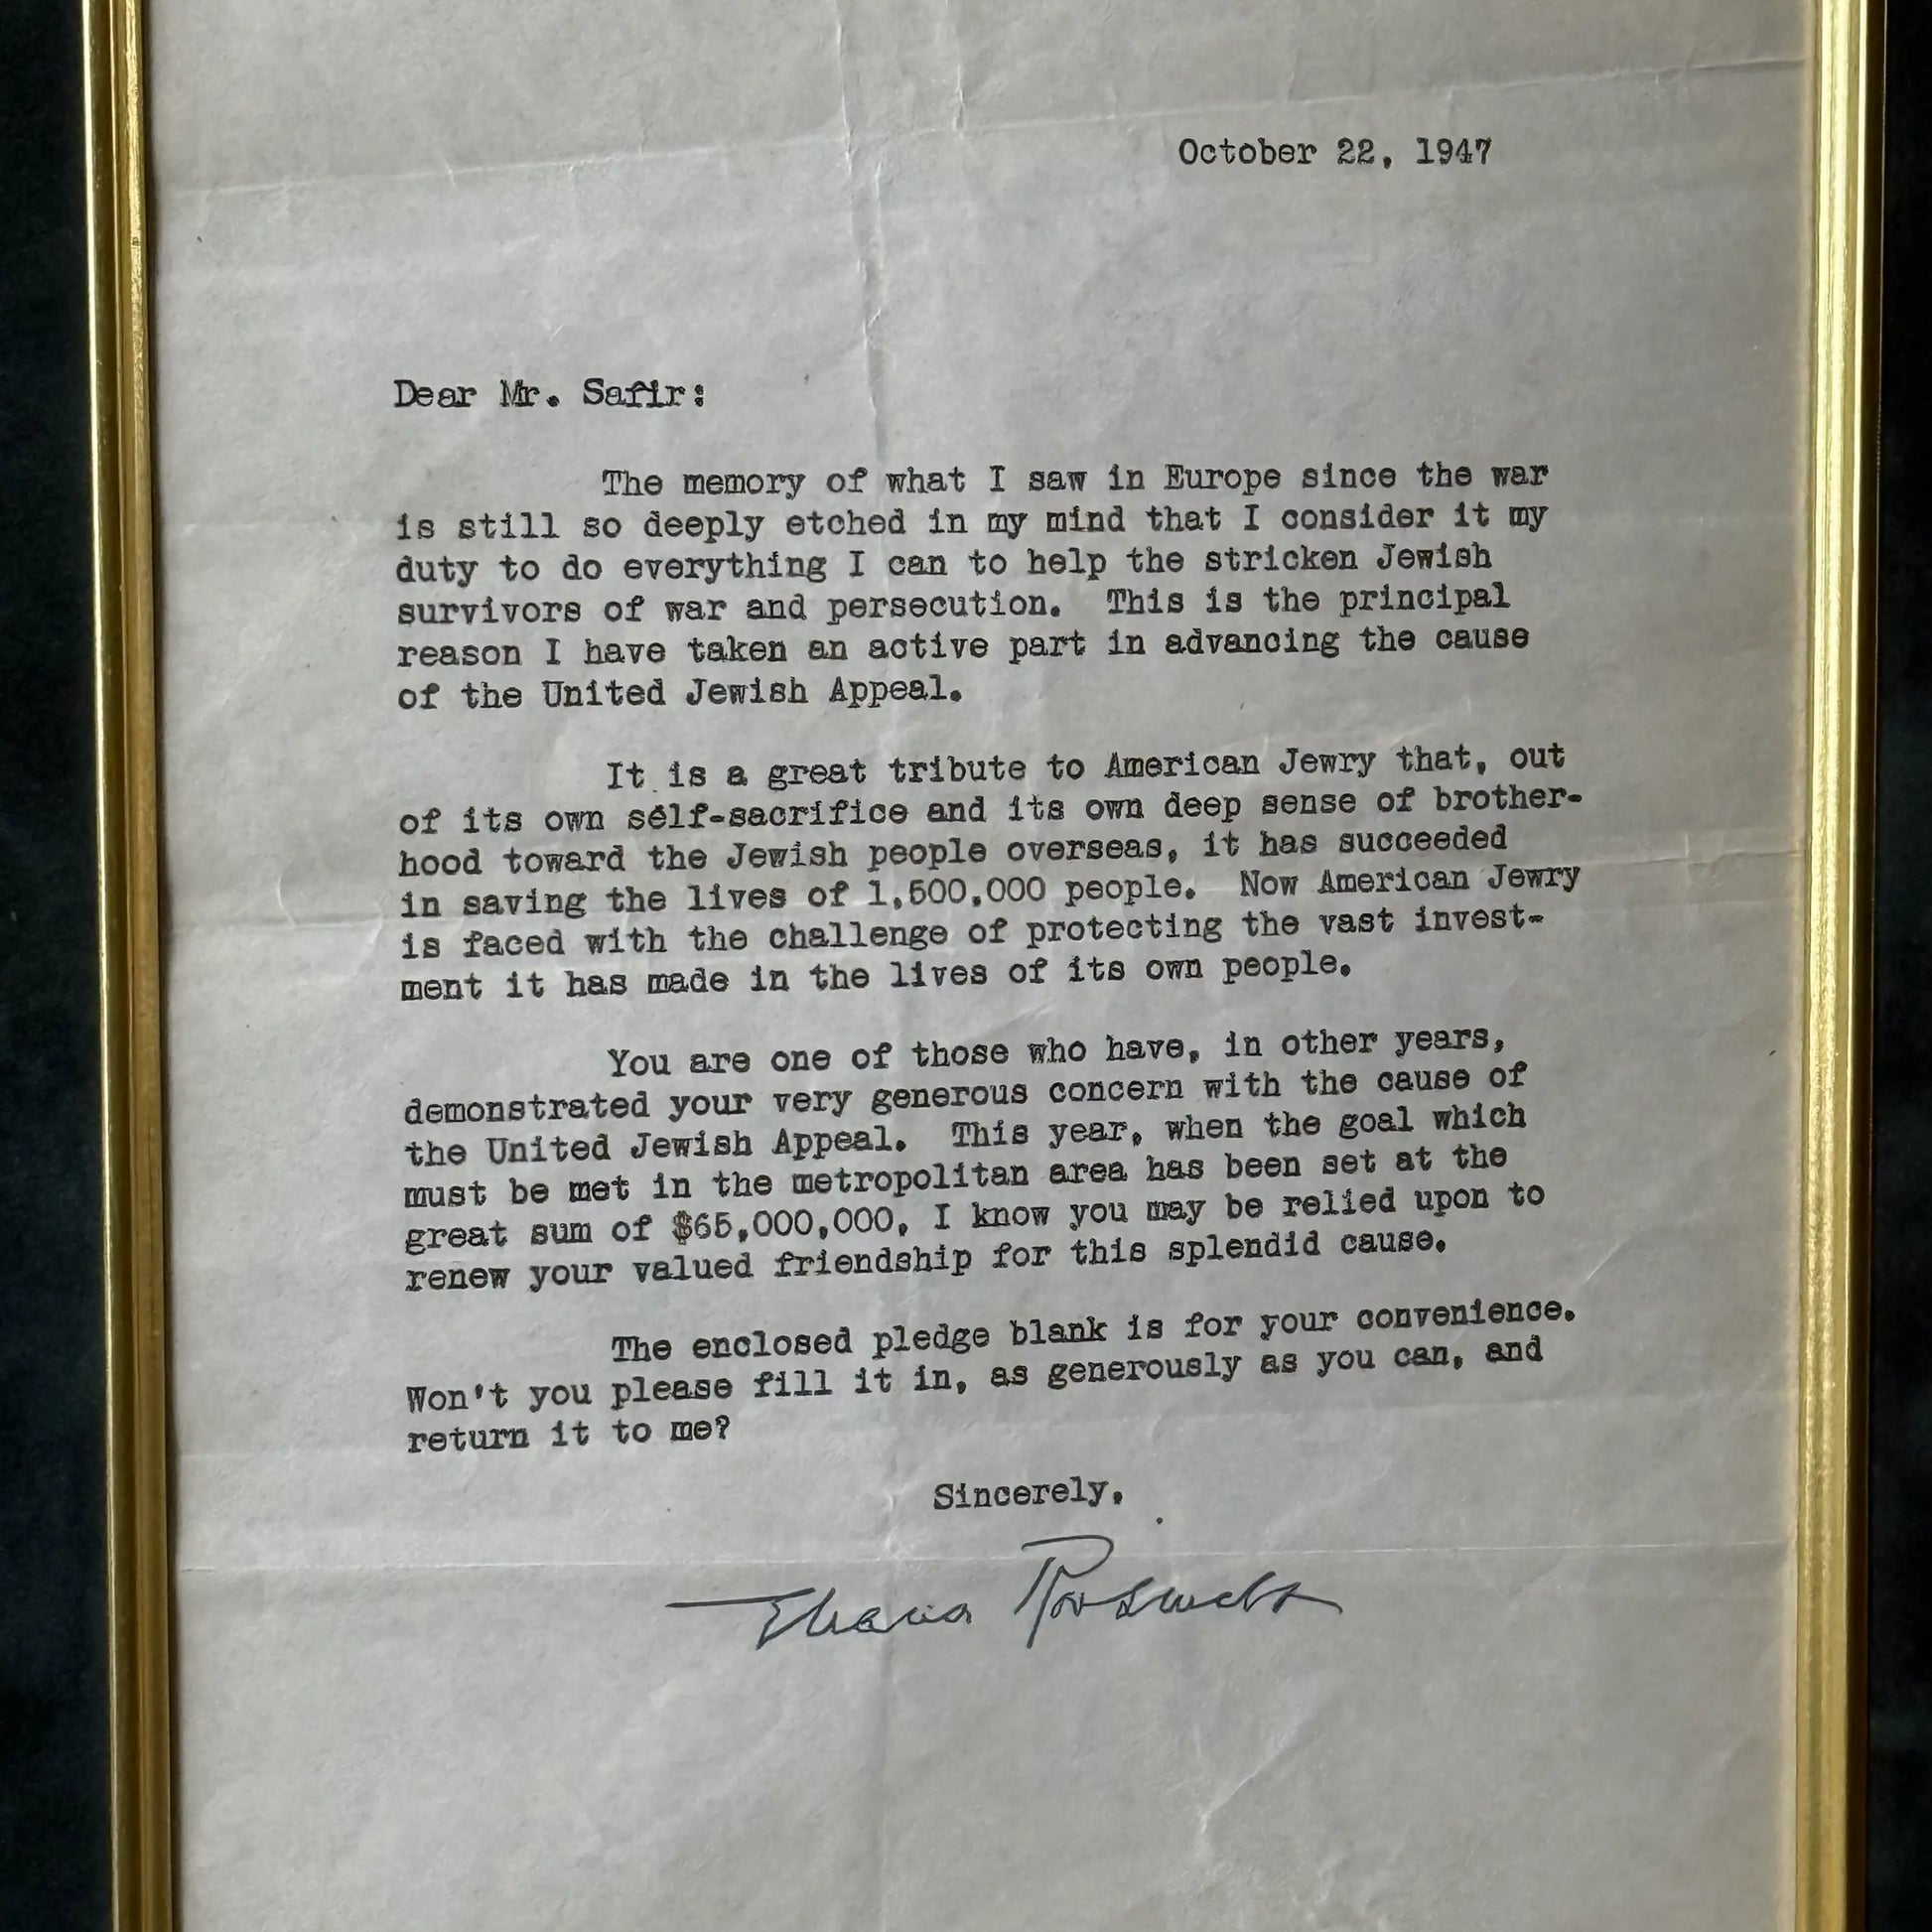 October 22, 1947
Dear Mr. Safir:
The memory of what I saw in Europe since the war
is still so deeply etched in my mind that I consider it my
duty to do everything I can to help the stricken Jewish
survivors of war and persecution. This is the principal
reason I have taken an active part in advancing the cause
of the United Jewish Appeal.
It is a great tribute to American Jewry that, out
of its own self-sacrifice and its own deep sense of brother-
hood toward the Jewish people overseas, it has succeeded
in saving the lives of 1,500,000 people. Now American Jewry
is faced with the challenge of protecting the vast invest-
ment it has made in the lives of its own people.
You are one of those who have, in other years,
demonstrated your very generous concern with the cause of
the United Jewish Appeal. This year, when the goal which
must be met in the metropolitan area has been set at the
great sum of $65,000,000, I know you may be relied upon to
renew your valued friendship for this splendid cause.
The enclosed pledge blank is for your convenience.
Won't you please fill it in, as generously as you can, and
return it to me?
Sincerely,
Eleanor Roosevelt